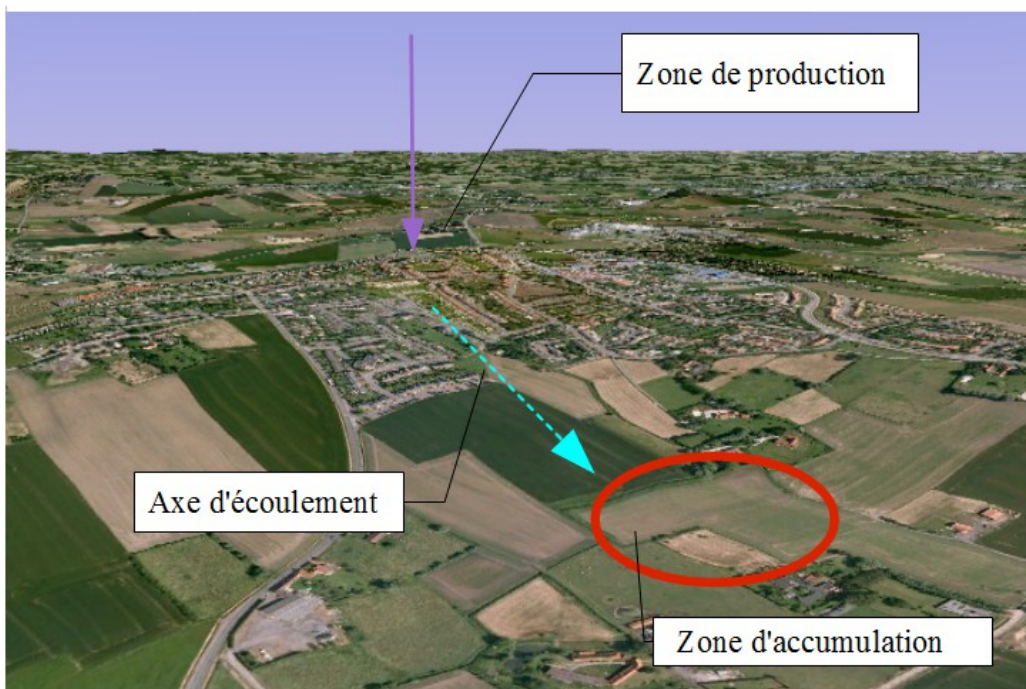 Zone de production
Axe d'écoulement
Zone d'accumulation